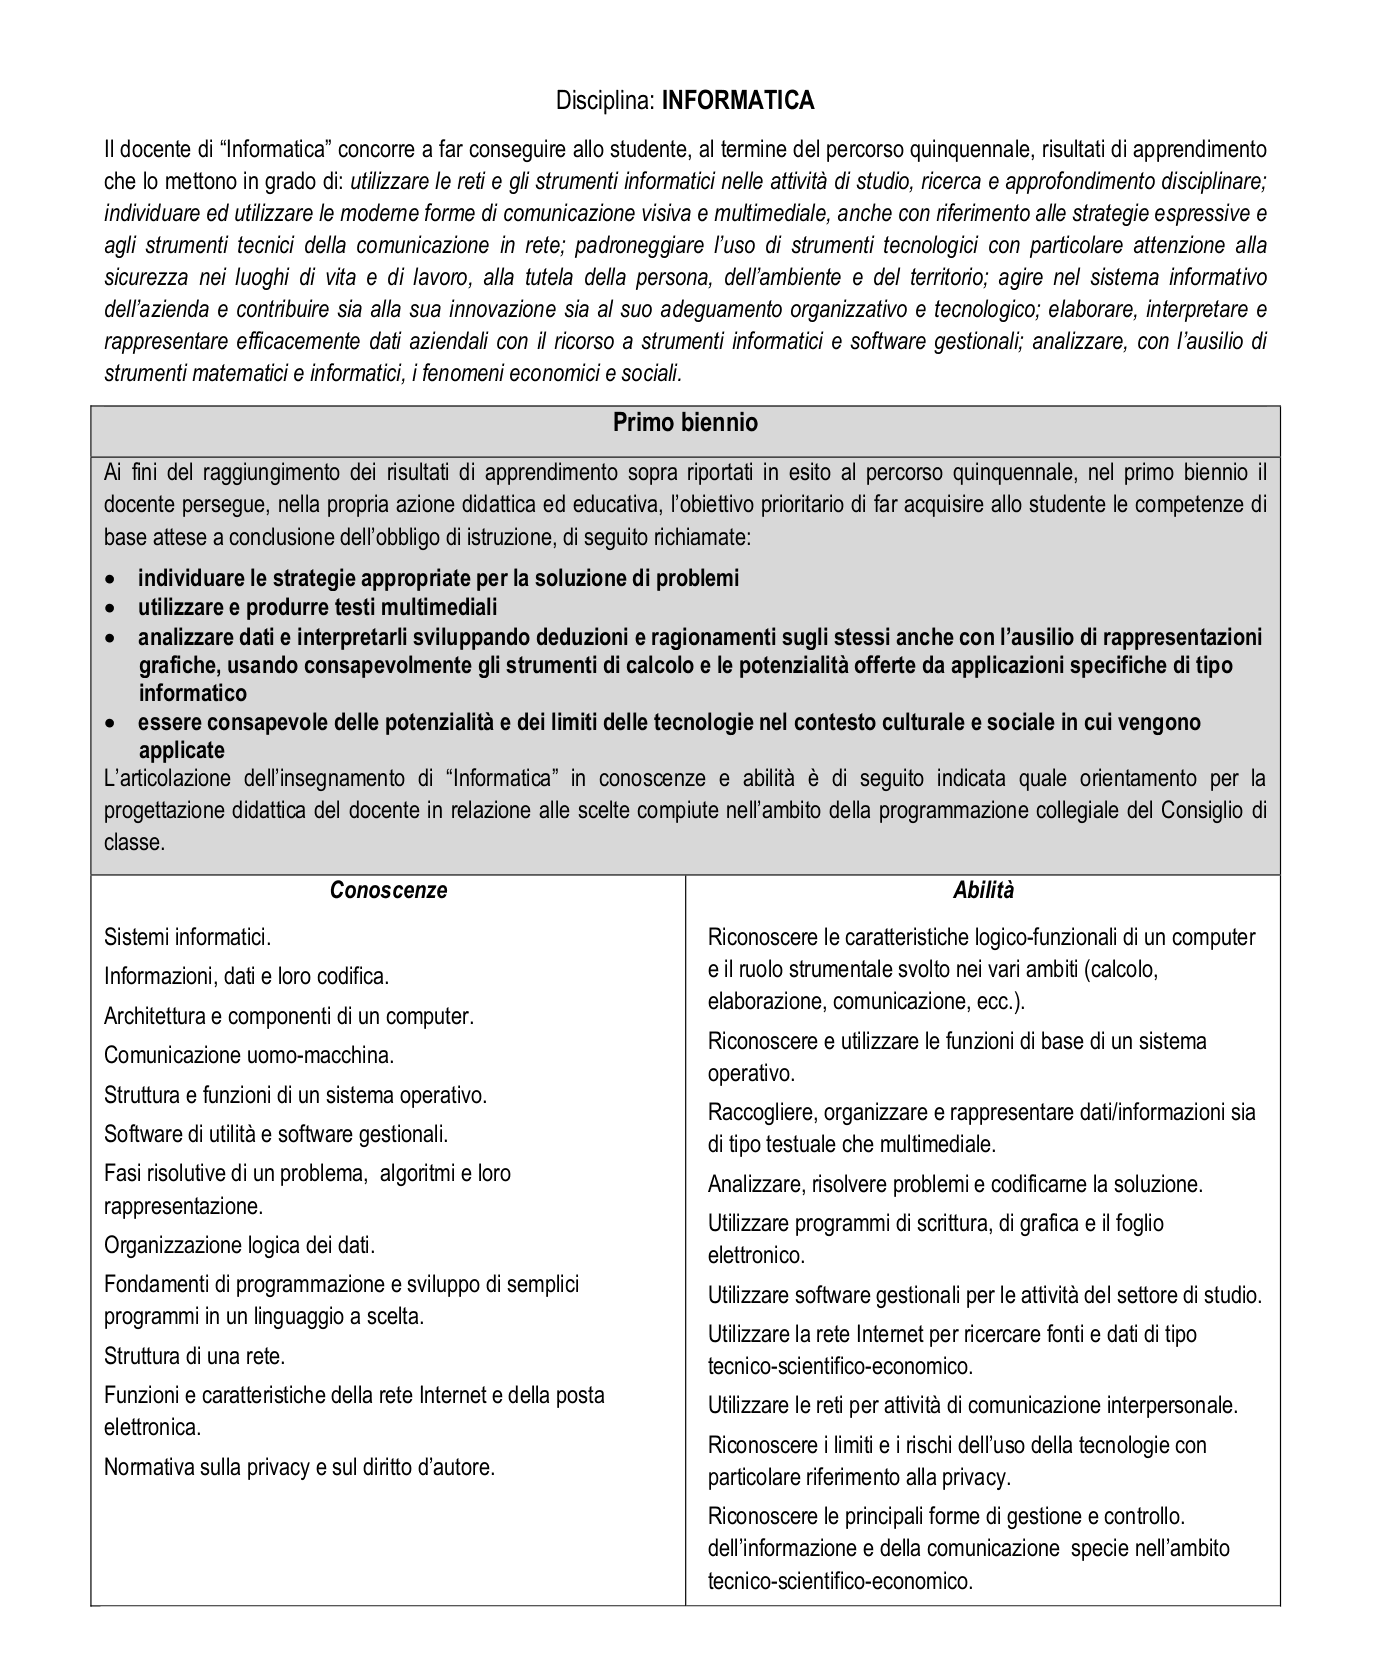 Disciplina: INFORMATICA
Il docente di “Informatica” concorre a far conseguire allo studente, al termine del percorso quinquennale, risultati di apprendimento
che lo mettono in grado di: utilizzare le reti e gli strumenti informatici nelle attività di studio, ricerca e approfondimento disciplinare;
individuare ed utilizzare le moderne forme di comunicazione visiva e multimediale, anche con riferimento alle strategie espressive e
agli strumenti tecnici della comunicazione in rete; padroneggiare l’uso di strumenti tecnologici con particolare attenzione alla
sicurezza nei luoghi di vita e di lavoro, alla tutela della persona, dell’ambiente e del territorio; agire nel sistema informativo
dell’azienda e contribuire sia alla sua innovazione sia al suo adeguamento organizzativo e tecnologico; elaborare, interpretare e
rappresentare efficacemente dati aziendali con il ricorso a strumenti informatici e software gestionali; analizzare, con l’ausilio di
strumenti matematici e informatici, i fenomeni economici e sociali.
Primo biennio
Ai fini del raggiungimento dei risultati di apprendimento sopra riportati in esito al percorso quinquennale, nel primo biennio il
docente persegue, nella propria azione didattica ed educativa, l’obiettivo prioritario di far acquisire allo studente le competenze di
base attese a conclusione dell’obbligo di istruzione, di seguito richiamate:
• individuare le strategie appropriate per la soluzione di problemi
• utilizzare e produrre testi multimediali
• analizzare dati e interpretarli sviluppando deduzioni e ragionamenti sugli stessi anche con l’ausilio di rappresentazioni
grafiche, usando consapevolmente gli strumenti di calcolo e le potenzialità offerte da applicazioni specifiche di tipo
informatico
• essere consapevole delle potenzialità e dei limiti delle tecnologie nel contesto culturale e sociale in cui vengono
applicate
L’articolazione dell’insegnamento di “Informatica” in conoscenze e abilità è di seguito indicata quale orientamento per la
progettazione didattica del docente in relazione alle scelte compiute nell’ambito della programmazione collegiale del Consiglio di
classe.
Conoscenze
Sistemi informatici.
Informazioni, dati e loro codifica.
Architettura e componenti di un computer.
Comunicazione uomo-macchina.
Struttura e funzioni di un sistema operativo.
Software di utilità e software gestionali.
Fasi risolutive di un problema,  algoritmi e loro
rappresentazione.
Organizzazione logica dei dati.
Fondamenti di programmazione e sviluppo di semplici
programmi in un linguaggio a scelta.
Struttura di una rete.
Funzioni e caratteristiche della rete Internet e della posta
elettronica.
Normativa sulla privacy e sul diritto d’autore.
Abilità
Riconoscere le caratteristiche logico-funzionali di un computer
e il ruolo strumentale svolto nei vari ambiti (calcolo,
elaborazione, comunicazione, ecc.).
Riconoscere e utilizzare le funzioni di base di un sistema
operativo.
Raccogliere, organizzare e rappresentare dati/informazioni sia
di tipo testuale che multimediale.
Analizzare, risolvere problemi e codificarne la soluzione.
Utilizzare programmi di scrittura, di grafica e il foglio
elettronico.
Utilizzare software gestionali per le attività del settore di studio.
Utilizzare la rete Internet per ricercare fonti e dati di tipo
tecnico-scientifico-economico.
Utilizzare le reti per attività di comunicazione interpersonale.
Riconoscere i limiti e i rischi dell’uso della tecnologie con
particolare riferimento alla privacy.
Riconoscere le principali forme di gestione e controllo.
dell’informazione e della comunicazione  specie nell’ambito
tecnico-scientifico-economico.